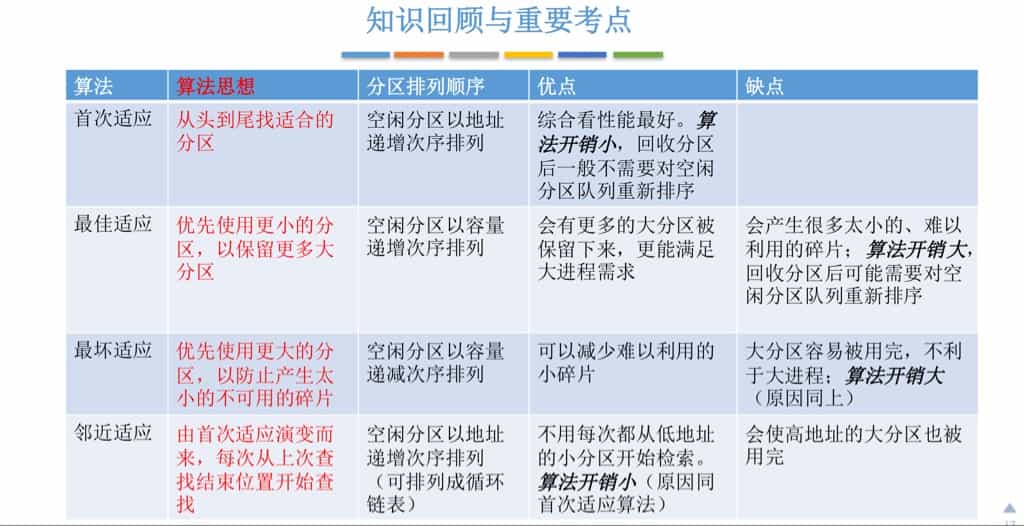 知识回顾与重要考点
算法 算法思想 分区排列顺序 优点 缺点
首次适应
从头到尾找适合的
分区
空闲分区以地址
递增次序排列
综合看性能最好。算
法开销小，回收分区
后一般不需要对空闲
分区队列重新排序
最佳适应
优先使用更小的分
区，以保留更多大
分区
空闲分区以容量
递增次序排列
会有更多的大分区被
保留下来，更能满足
大进程需求
会产生很多太小的、难以
利用的碎片；算法开销大，
回收分区后可能需要对空
闲分区队列重新排序
最坏适应
优先使用更大的分
区，以防止产生太
小的不可用的碎片
空闲分区以容量
递减次序排列
可以减少难以利用的
小碎片
大分区容易被用完，不利
于大进程；算法开销大
（原因同上）
邻近适应
由首次适应演变而
来，每次从上次查
找结束位置开始查
找
空闲分区以地址
递增次序排列
（可排列成循环
链表）
不用每次都从低地址
的小分区开始检索。
算法开销小（原因同
首次适应算法）
会使高地址的大分区也被
用完